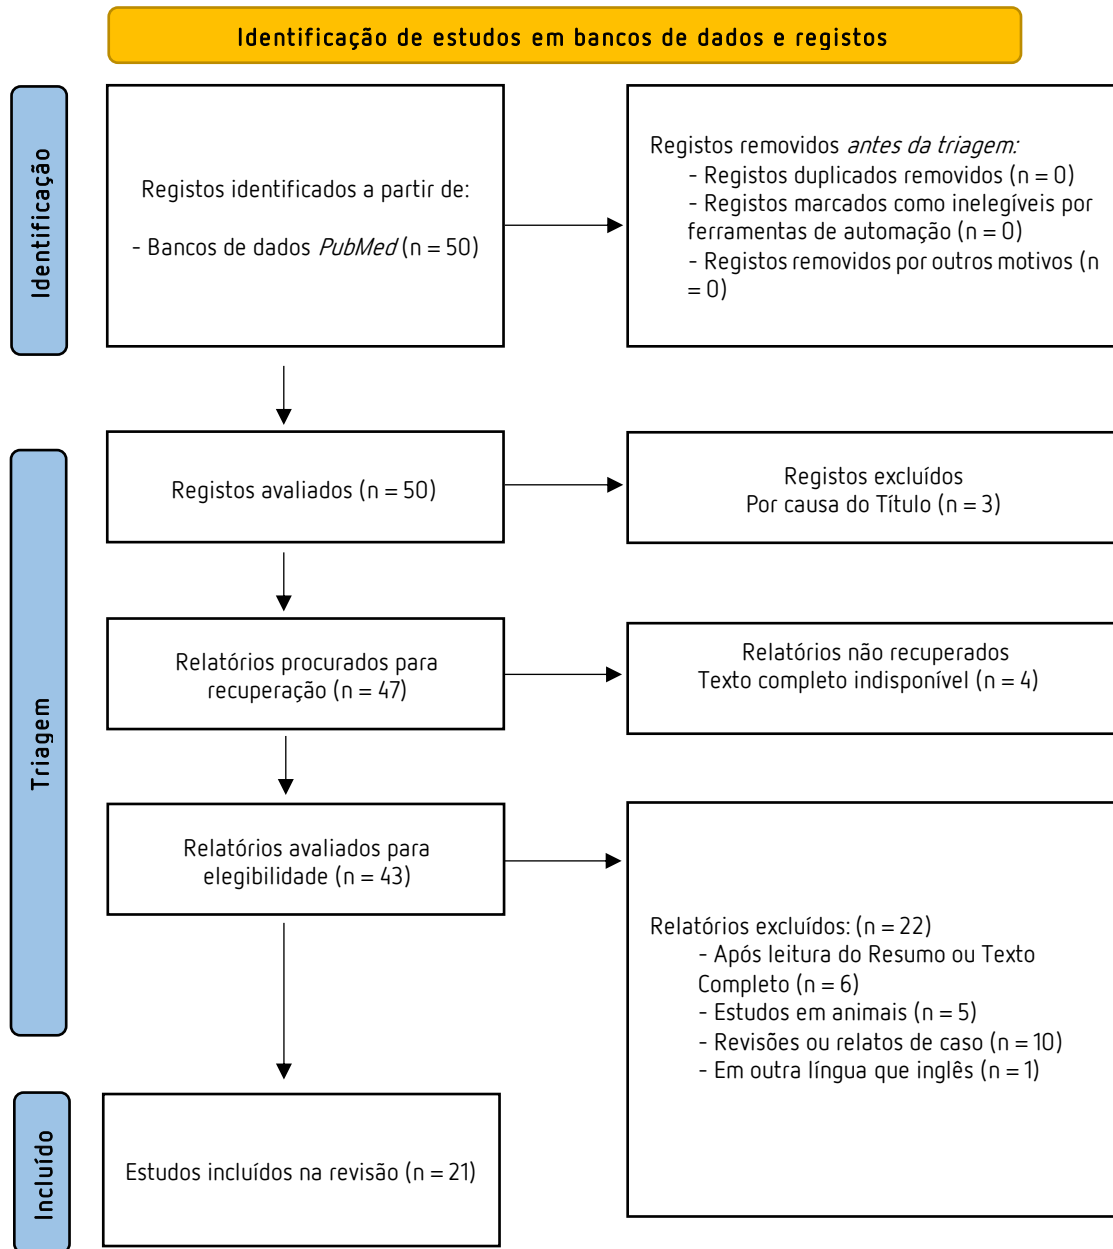 Identificação de estudos em bancos de dados e registos
Identificação
Registos identificados a partir de:
- Bancos de dados PubMed (n = 50)
Registos removidos antes da triagem:
- Registos duplicados removidos (n = 0)
- Registos marcados como inelegíveis por
ferramentas de automação (n = 0)
- Registos removidos por outros motivos (n
= 0)
Triagem
Registos avaliados (n = 50)
Registos excluídos
Por causa do Título (n = 3)
Relatórios procurados para
recuperação (n = 47)
Relatórios não recuperados
Texto completo indisponível (n = 4)
Relatórios avaliados para
elegibilidade (n = 43)
Relatórios excluídos: (n = 22)
- Após leitura do Resumo ou Texto
Completo (n = 6)
- Estudos em animais (n = 5)
- Revisões ou relatos de caso (n = 10)
- Em outra língua que inglês (n = 1)
Incluído
Estudos incluídos na revisão (n = 21)